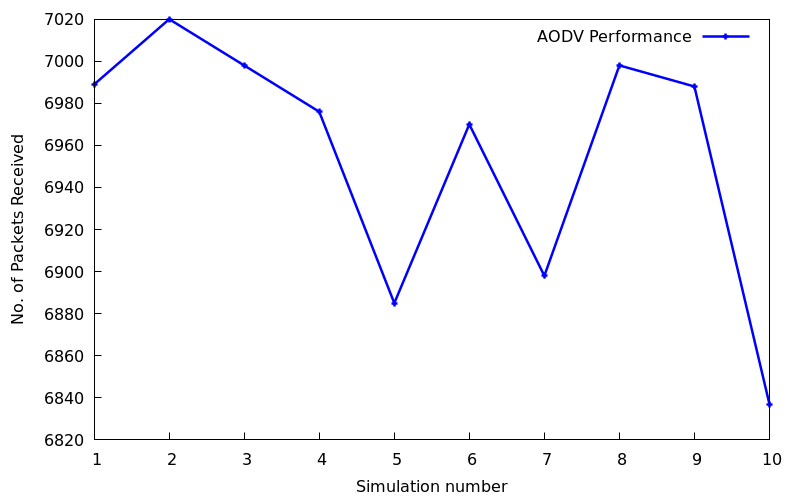 7020
7000
6980
6960
6940
6920
6900
6880
6860
6840
6820
No. of Packets Received
AODV Performance
1 2 3 4 5 6 7 8 9 10
Simulation number